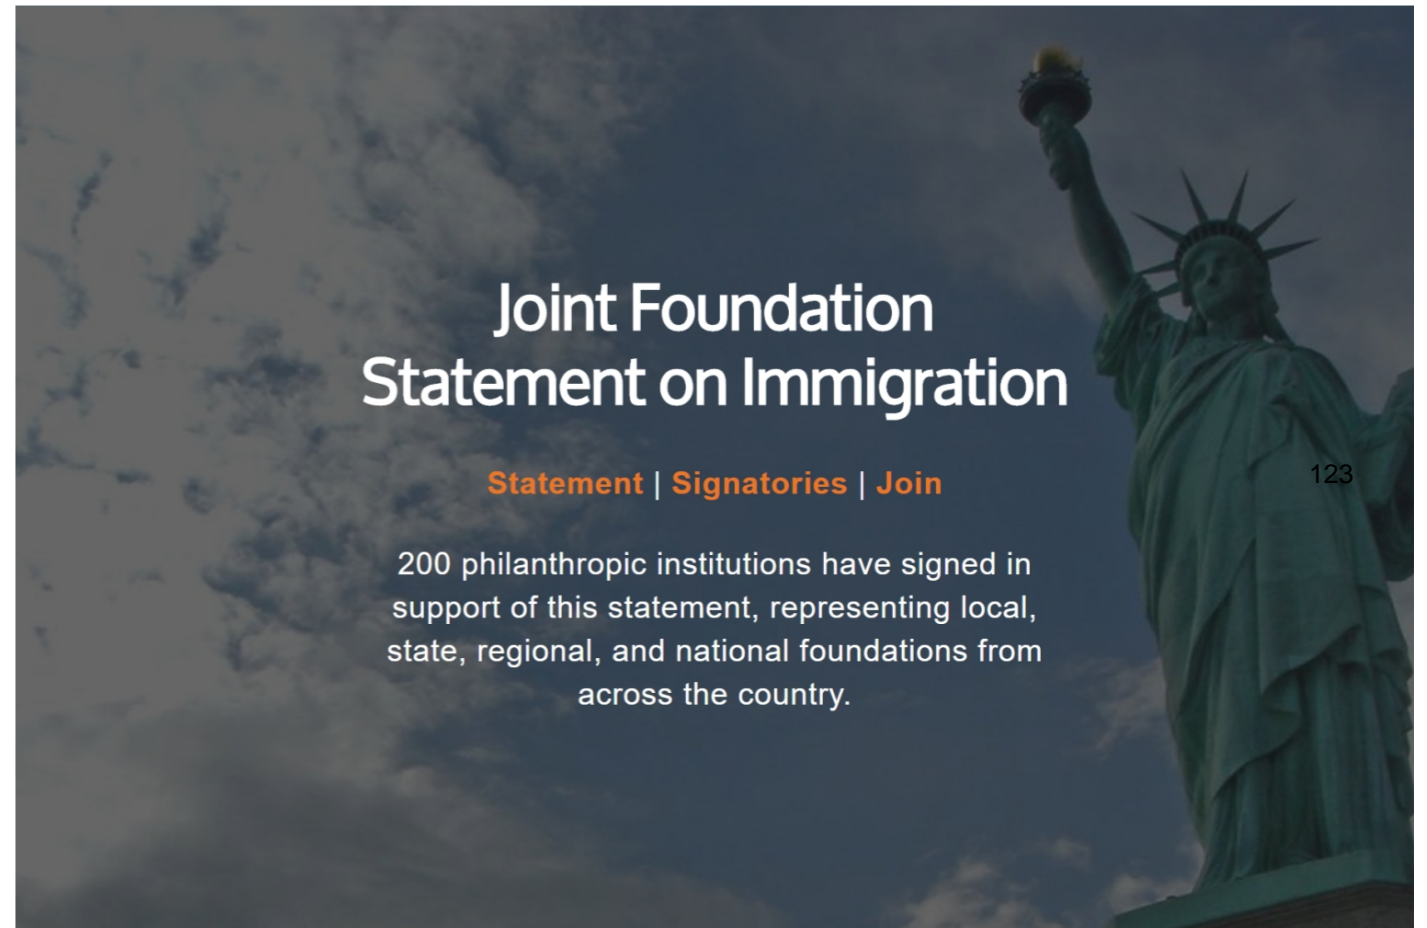 Joint Foundation
Statement on Immigration
Statement | Signatories | Join
123
200 philanthropic institutions have signed in
support of this statement, representing local,
state, regional, and national foundations from
across the country.